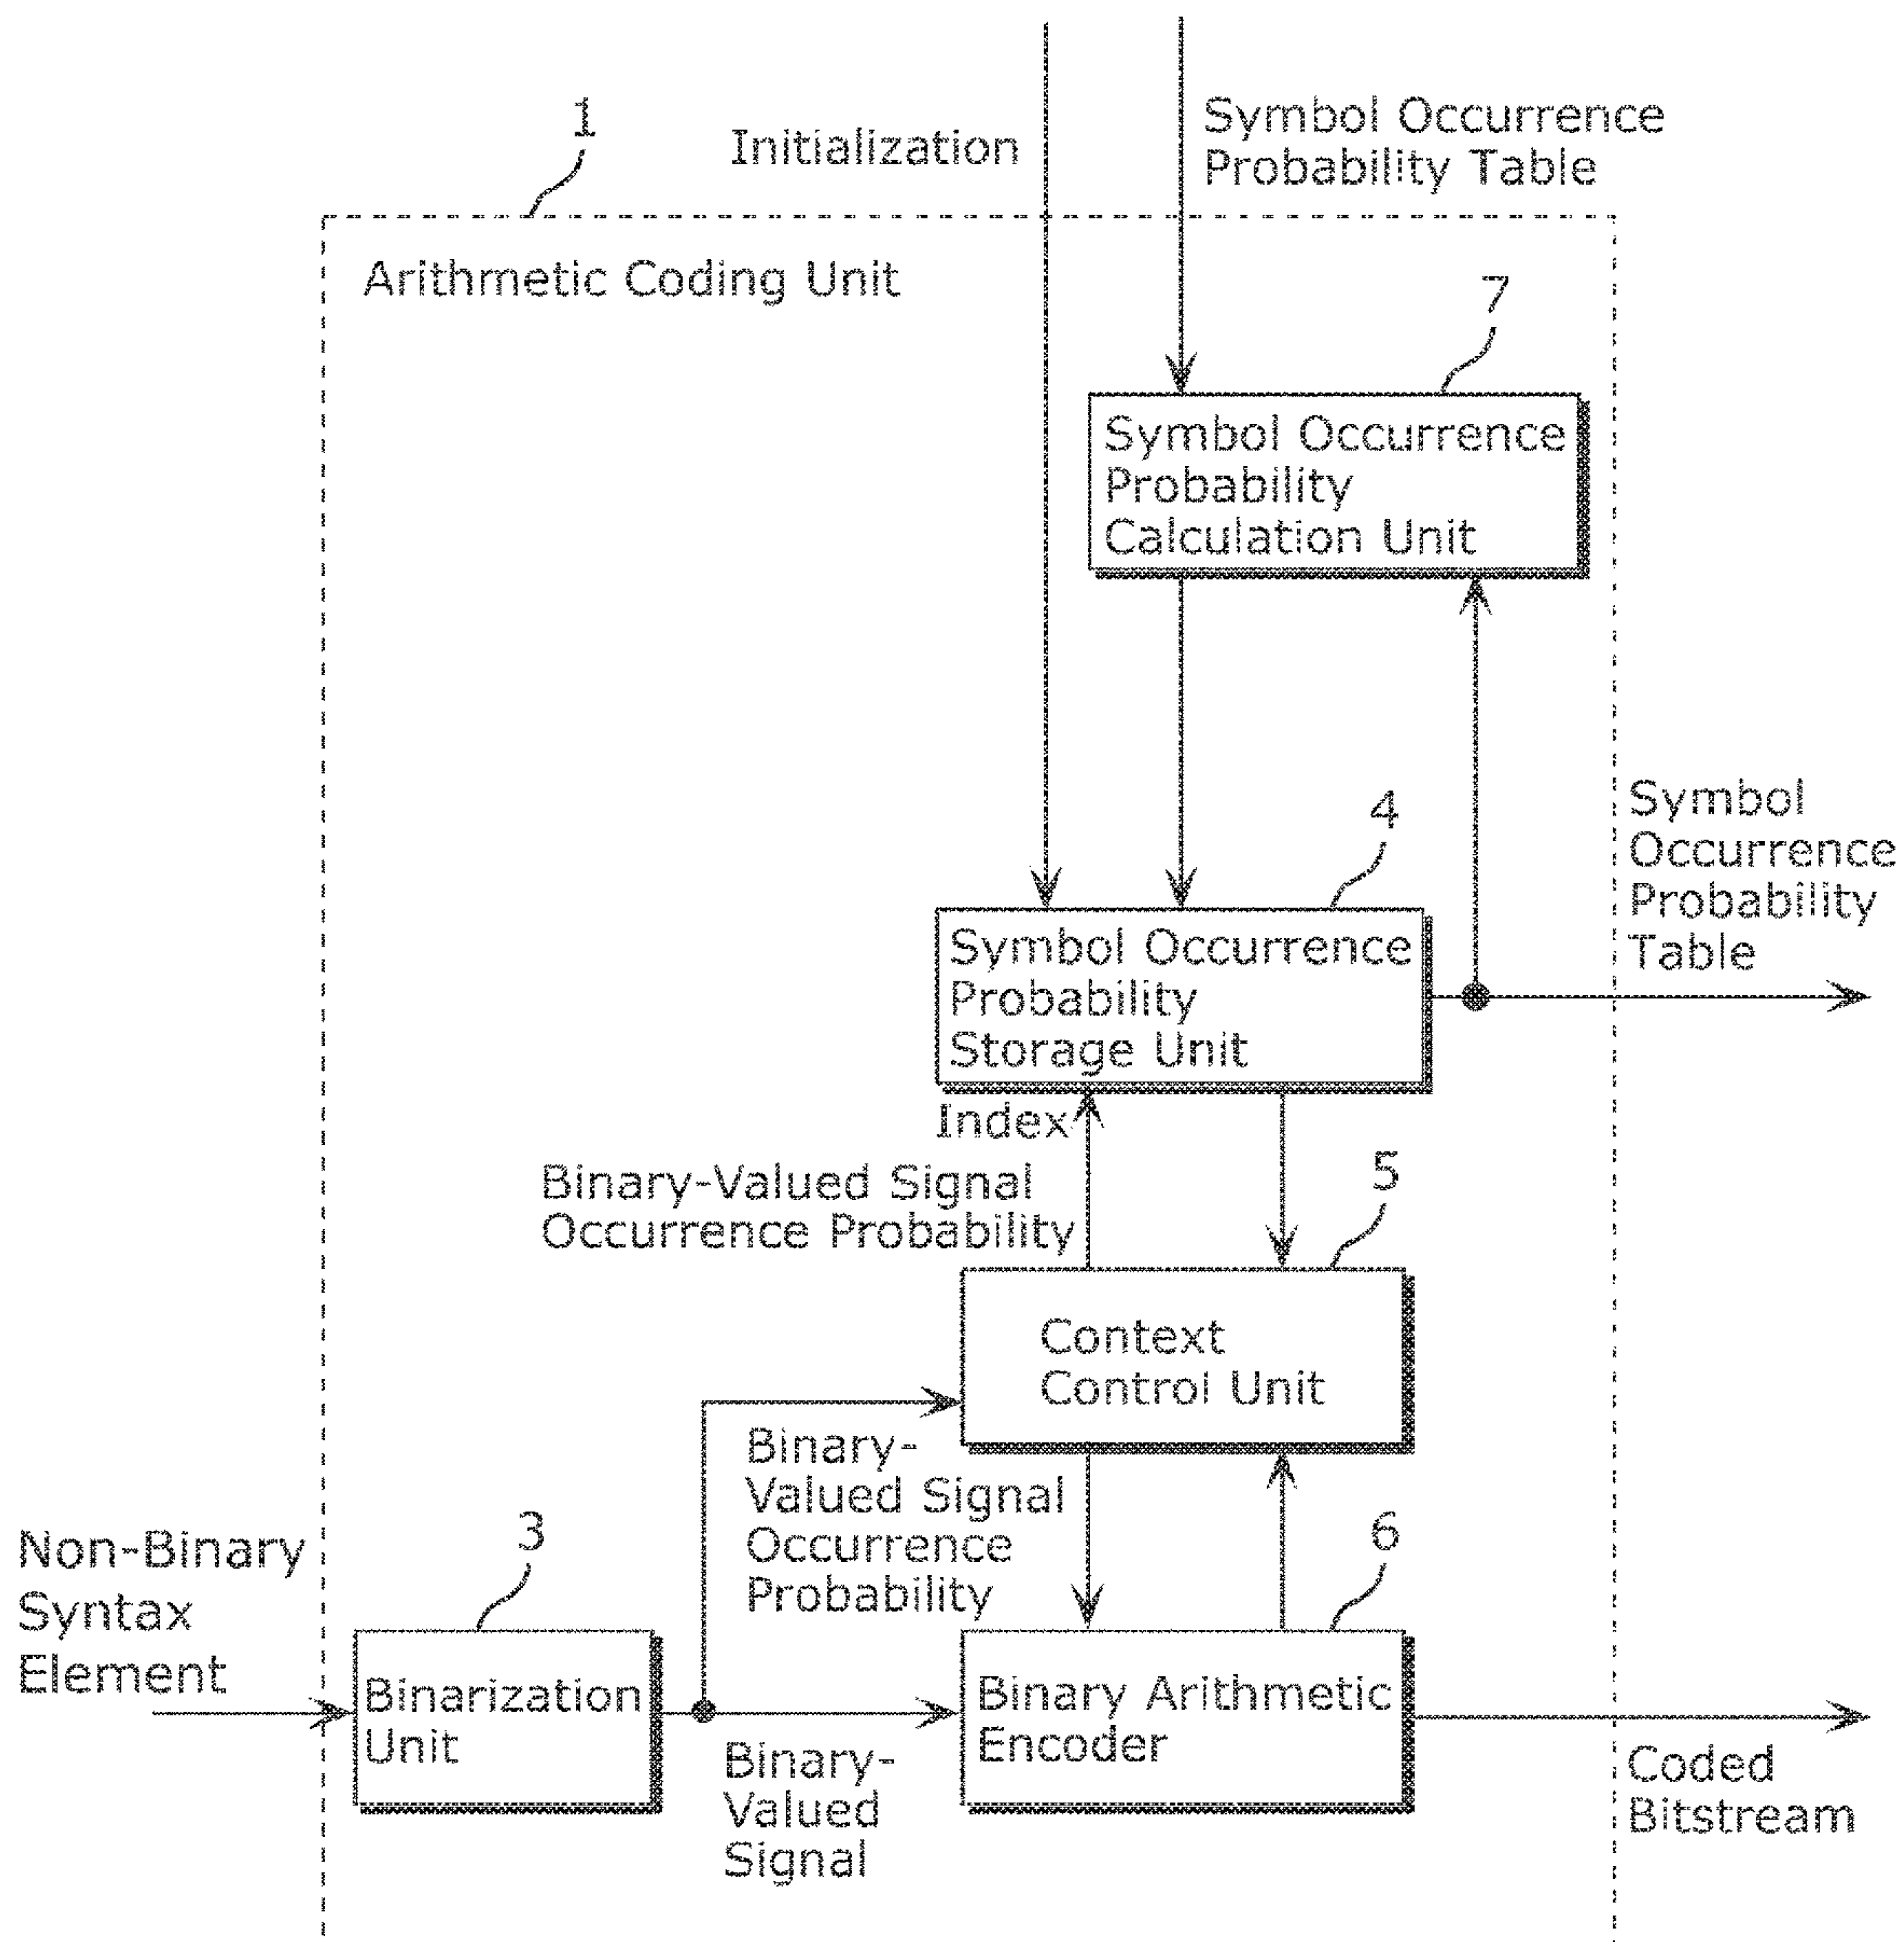 1
Initialization
Symbol Occurrence
Probability Table
Arithmetic Coding Unit
7
Symbol Occurrence
Probability
Calculation Unit
4
Symbol
Occurrence
Probability
Table
Symbol Occurrence
Probability
Storage Unit
Index
Binary-Valued Signal
Occurrence Probability
5
Context
Control Unit
Binary-
Valued Signal
Occurrence
Probability
Non-Binary
Syntax
Element
3
6
Binarization
Unit
Binary Arithmetic
Encoder
Binary-
Valued
Signal
Coded
Bitstream